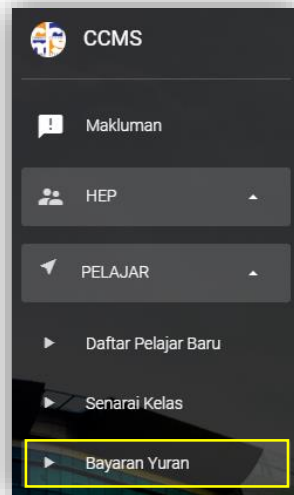 CCMS
Makluman
HEP
PELAJAR
Daftar Pelajar Baru
Senarai Kelas
Bayaran Yuran